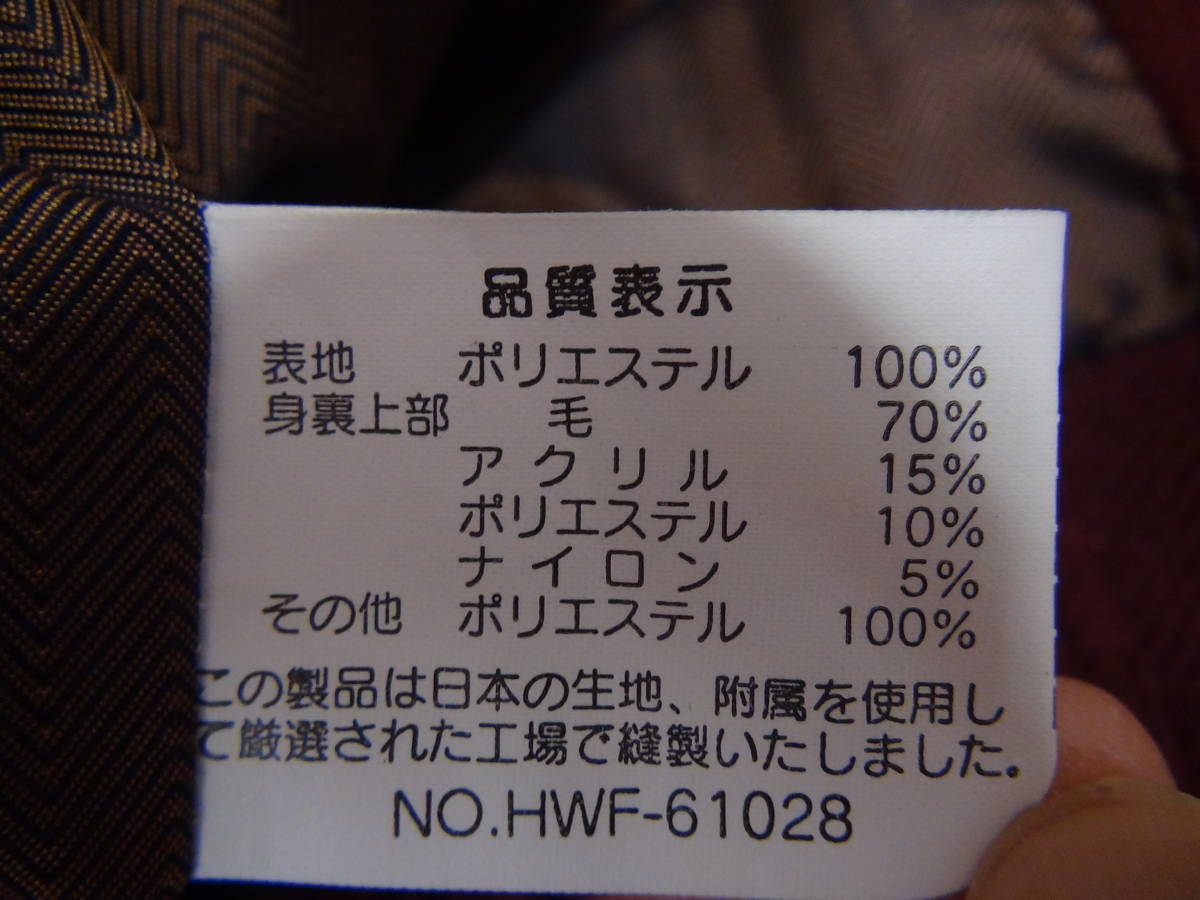 品質表示
表地 ポリエステル 100%
身裏上部 毛 70%
アクリル 15%
ポリエステル 10%
ナイロン 5%
その他 ポリエステル 100%
この製品は日本の生地、附属を使用し
て厳選された工場で縫製いたしました。
NO.HWF-61028